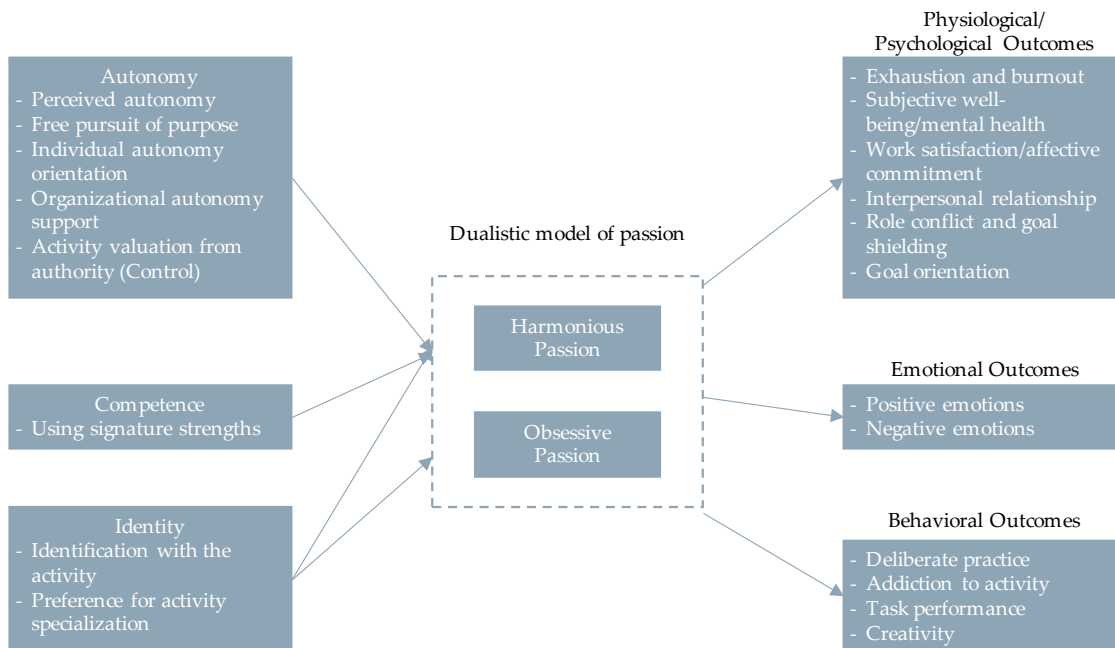 Autonomy
- Perceived autonomy
- Free pursuit of purpose
- Individual autonomy
orientation
- Organizational autonomy
support
- Activity valuation from
authority (Control)
Competence
- Using signature strengths
Identity
- Identification with the
activity
- Preference for activity
specialization
Dualistic model of passion
Harmonious
Passion
Obsessive
Passion
Physiological/
Psychological Outcomes
- Exhaustion and burnout
- Subjective well-
being/mental health
- Work satisfaction/affective
commitment
- Interpersonal relationship
- Role conflict and goal
shielding
- Goal orientation
Emotional Outcomes
- Positive emotions
- Negative emotions
Behavioral Outcomes
- Deliberate practice
- Addiction to activity
- Task performance
- Creativity